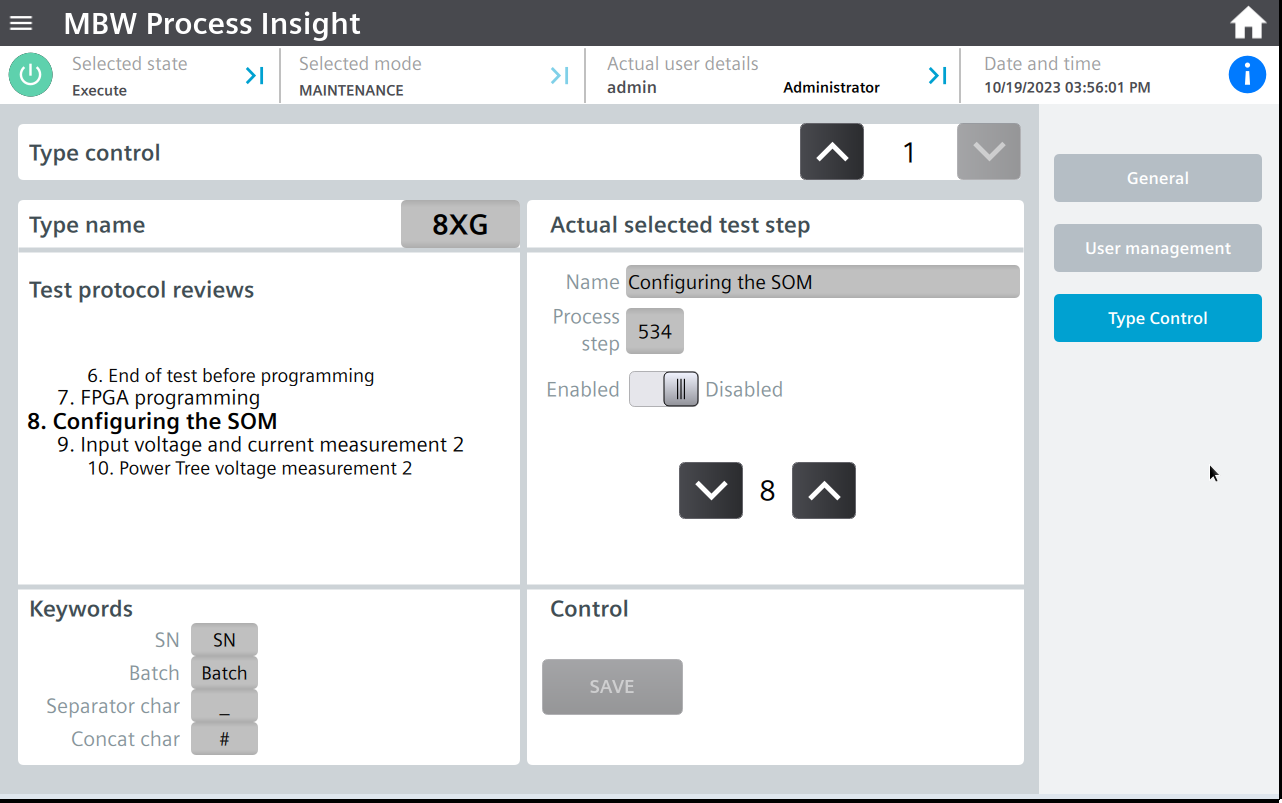 MBW Process Insight
Selected state
Execute
Selected mode
MAINTENANCE
Actual user details
admin
Administrator
Date and time
10/19/2023 03:56:01 PM
Type control
1
General
User management
Type Control
Type name
8XG
Actual selected test step
Test protocol reviews
6. End of test before programming
7. FPGA programming
8. Configuring the SOM
9. Input voltage and current measurement 2
10. Power Tree voltage measurement 2
Name
Configuring the SOM
Process
step
534
Enabled
Disabled
8
Keywords
SN
SN
Batch
Batch
Separator char
_
Concat char
#
Control
SAVE